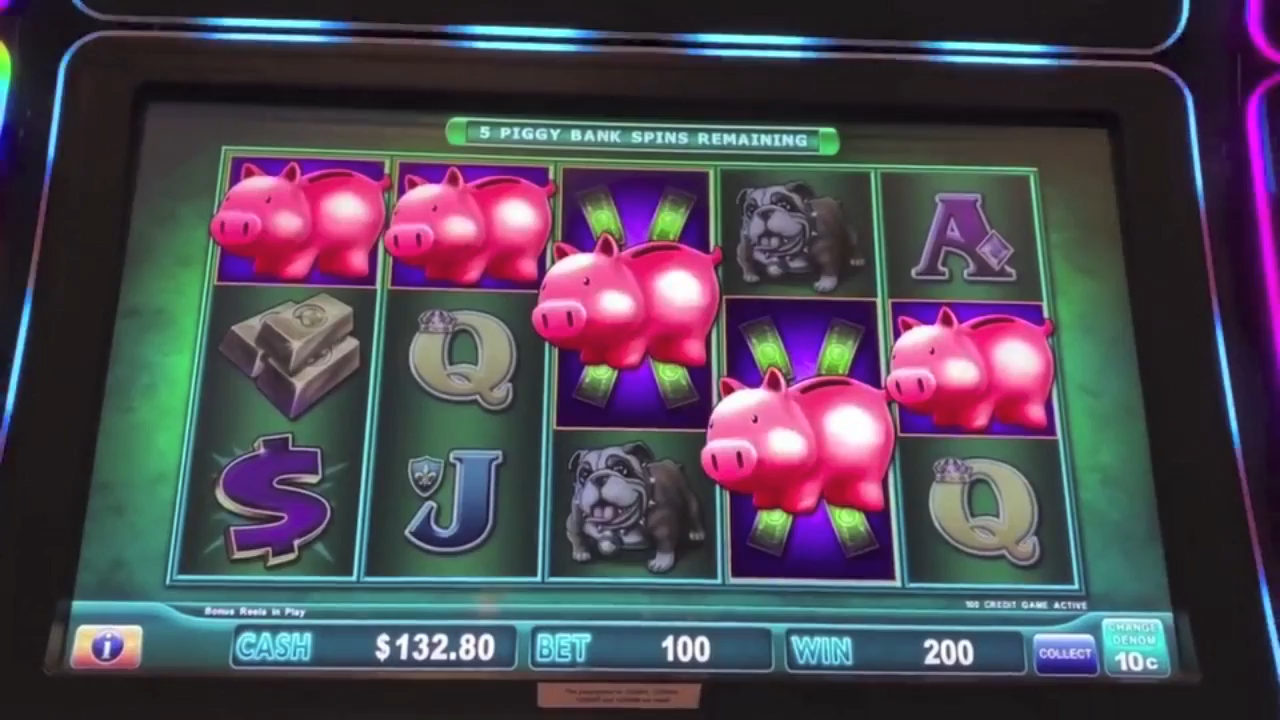 5 PIGGY BANK SPINS REMAINING
A
Q
$
J
Q
Bonus Reels in Play
100 CREDIT GAME ACTIVE
i
CASH $132.80 BET 100 WIN 200
COLLECT
CHANGE
DENOM
10¢